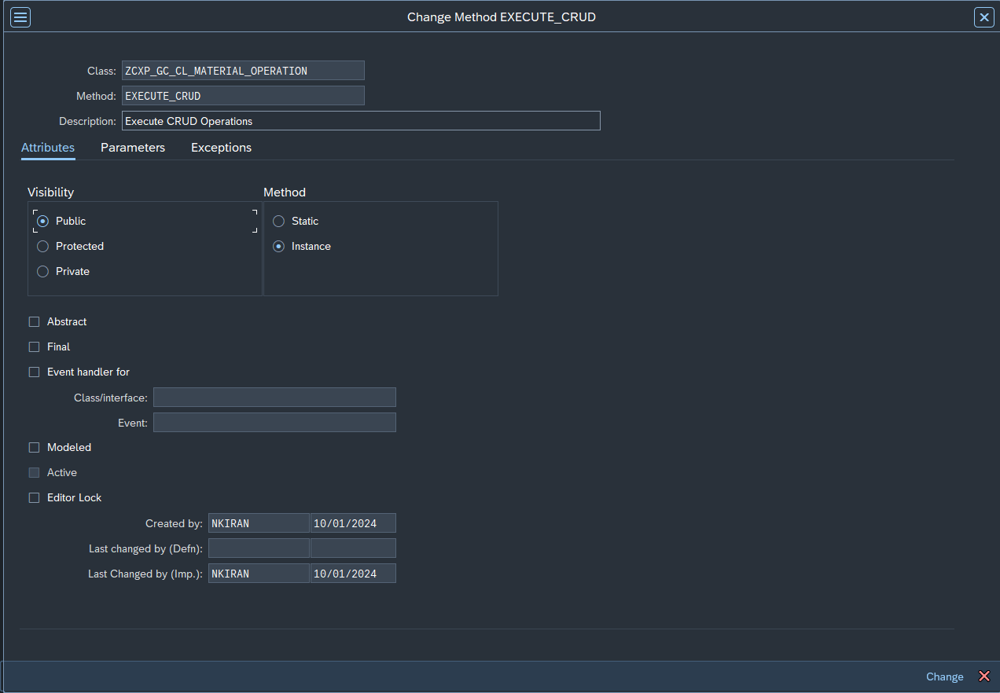 Change Method EXECUTE_CRUD
Class: ZCXP_GC_CL_MATERIAL_OPERATION
Method: EXECUTE_CRUD
Description: Execute CRUD Operations
Attributes Parameters Exceptions
Visibility Method
Public Static
Protected Instance
Private
Abstract
Final
Event handler for
Class/interface:
Event:
Modeled
Active
Editor Lock
Created by: NKIRAN 10/01/2024
Last changed by (Defn):
Last Changed by (Imp.): NKIRAN 10/01/2024
Change